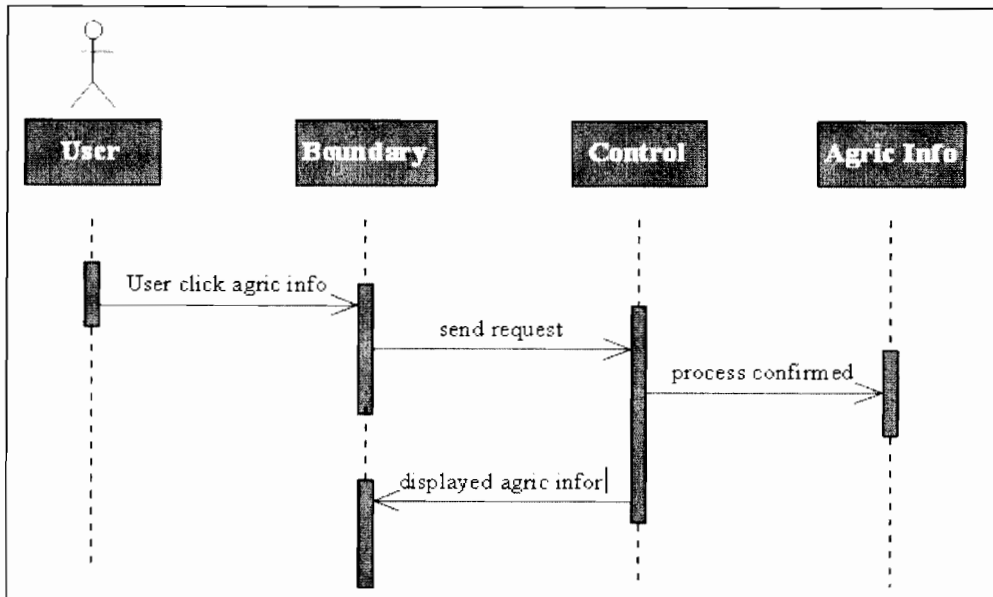 User
Boundary
Control
Agric Info
User click agric info
send request
process confirmed
displayed agric infor